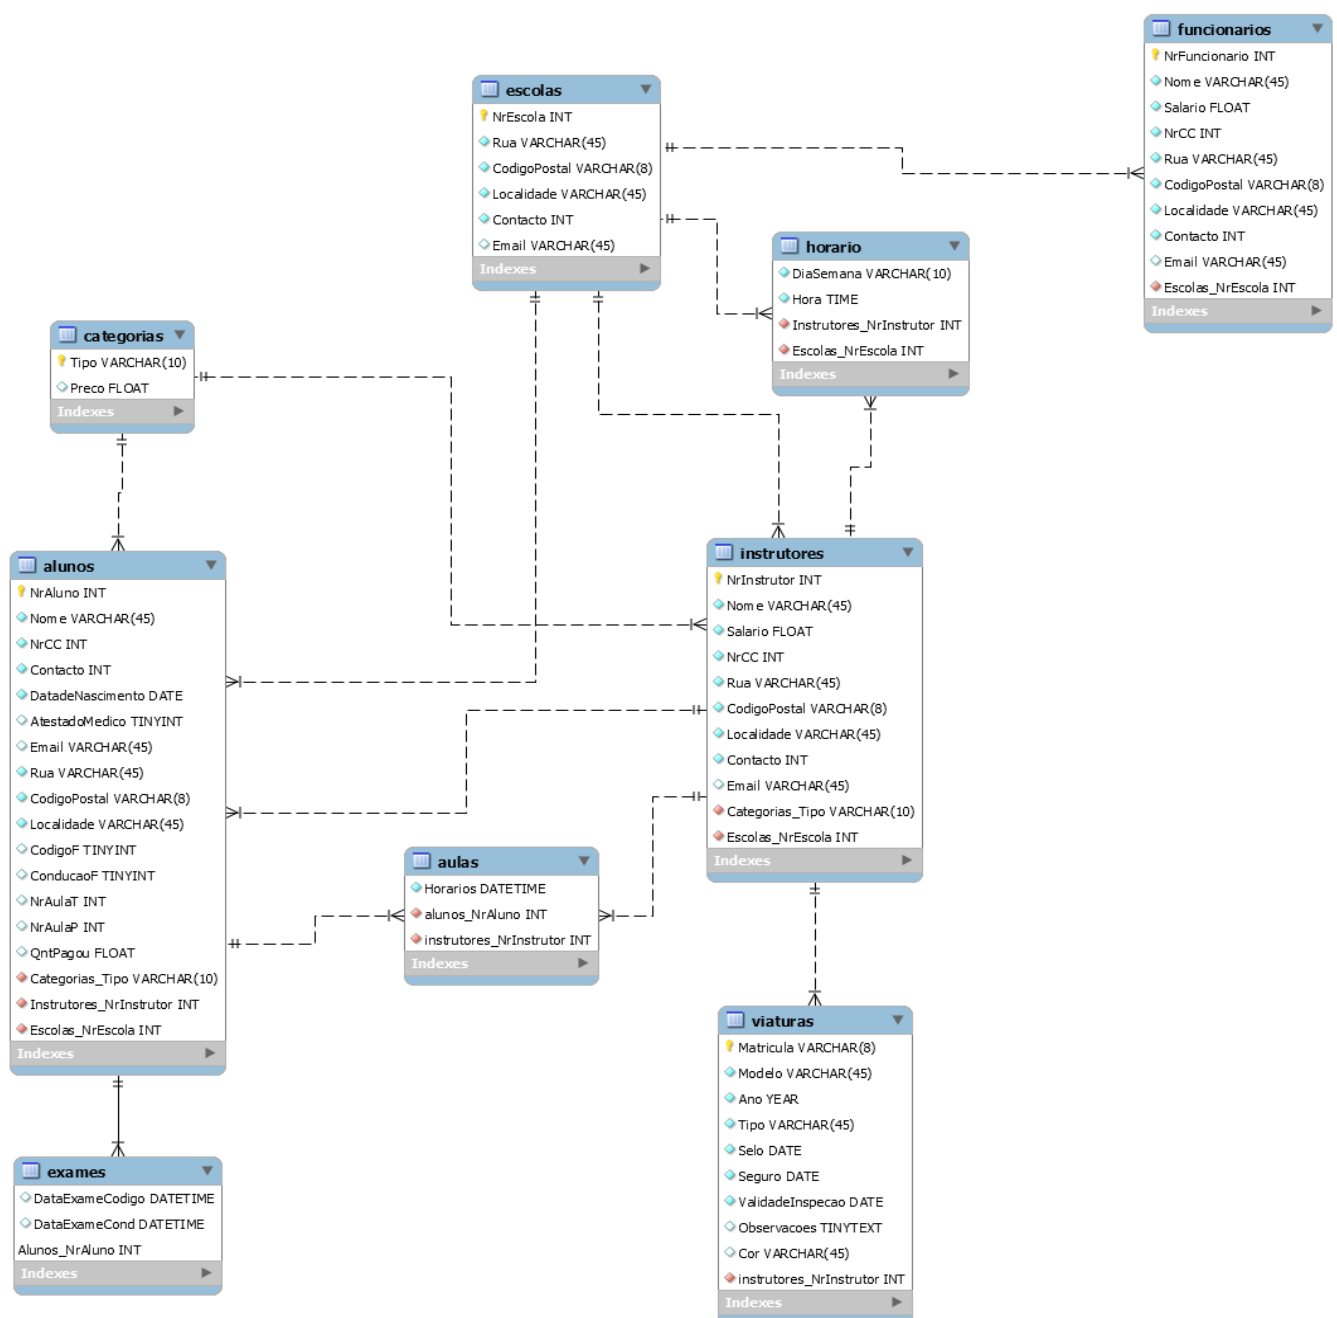 funcionarios
NrFuncionario INT
Nome VARCHAR(45)
Salario FLOAT
NrCC INT
Rua VARCHAR(45)
CodigoPostal VARCHAR(8)
Localidade VARCHAR(45)
Contacto INT
Email VARCHAR(45)
Escolas_NrEscola INT
Indexes
escolas
NrEscola INT
Rua VARCHAR(45)
CodigoPostal VARCHAR(8)
Localidade VARCHAR(45)
Contacto INT
Email VARCHAR(45)
Indexes
horario
DiaSemana VARCHAR(10)
Hora TIME
Instrutores_NrInstrutor INT
Escolas_NrEscola INT
Indexes
categorias
Tipo VARCHAR(10)
Preco FLOAT
Indexes
alunos
NrAluno INT
Nome VARCHAR(45)
NrCC INT
Contacto INT
DatadeNascimento DATE
AtestadoMedico TINYINT
Email VARCHAR(45)
Rua VARCHAR(45)
CodigoPostal VARCHAR(8)
Localidade VARCHAR(45)
CodigoF TINYINT
ConducaoF TINYINT
NrAulaT INT
NrAulaP INT
QntPagou FLOAT
Categorias_Tipo VARCHAR(10)
Instrutores_NrInstrutor INT
Escolas_NrEscola INT
Indexes
instrutores
NrInstrutor INT
Nome VARCHAR(45)
Salario FLOAT
NrCC INT
Rua VARCHAR(45)
CodigoPostal VARCHAR(8)
Localidade VARCHAR(45)
Contacto INT
Email VARCHAR(45)
Categorias_Tipo VARCHAR(10)
Escolas_NrEscola INT
Indexes
aulas
Horarios DATETIME
alunos_NrAluno INT
instrutores_NrInstrutor INT
Indexes
viaturas
Matricula VARCHAR(8)
Modelo VARCHAR(45)
Ano YEAR
Tipo VARCHAR(45)
Selo DATE
Seguro DATE
ValidadeInspecao DATE
Observacoes TINYTEXT
Cor VARCHAR(45)
instrutores_NrInstrutor INT
Indexes
exames
DataExameCodigo DATETIME
DataExameCond DATETIME
Alunos_NrAluno INT
Indexes